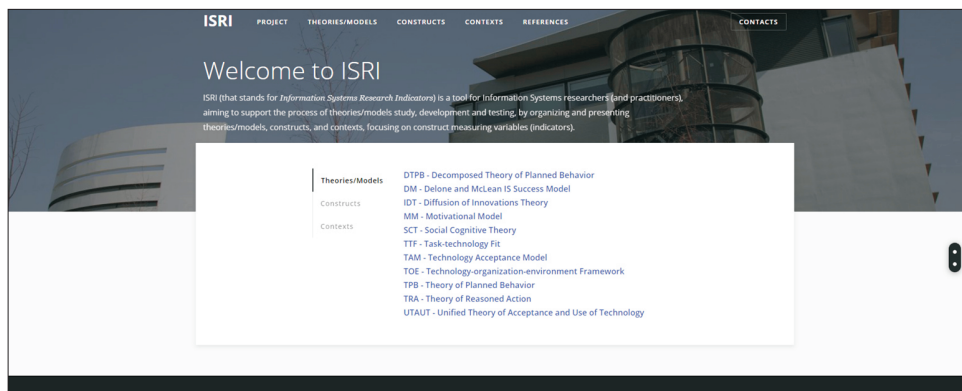 ISRI PROJECT THEORIES/MODELS CONSTRUCTS CONTEXTS REFERENCES CONTACTS
Welcome to ISRI
ISRI (that stands for Information Systems Research Indicators) is a tool for Information Systems researchers (and practitioners),
aiming to support the process of theories/models study, development and testing, by organizing and presenting
theories/models, constructs, and contexts, focusing on construct measuring variables (indicators).
Theories/Models
Constructs
Contexts
DTPB - Decomposed Theory of Planned Behavior
DM - Delone and McLean IS Success Model
IDT - Diffusion of Innovations Theory
MM - Motivational Model
SCT - Social Cognitive Theory
TTF - Task-technology Fit
TAM - Technology Acceptance Model
TOE - Technology-organization-environment Framework
TPB - Theory of Planned Behavior
TRA - Theory of Reasoned Action
UTAUT - Unified Theory of Acceptance and Use of Technology